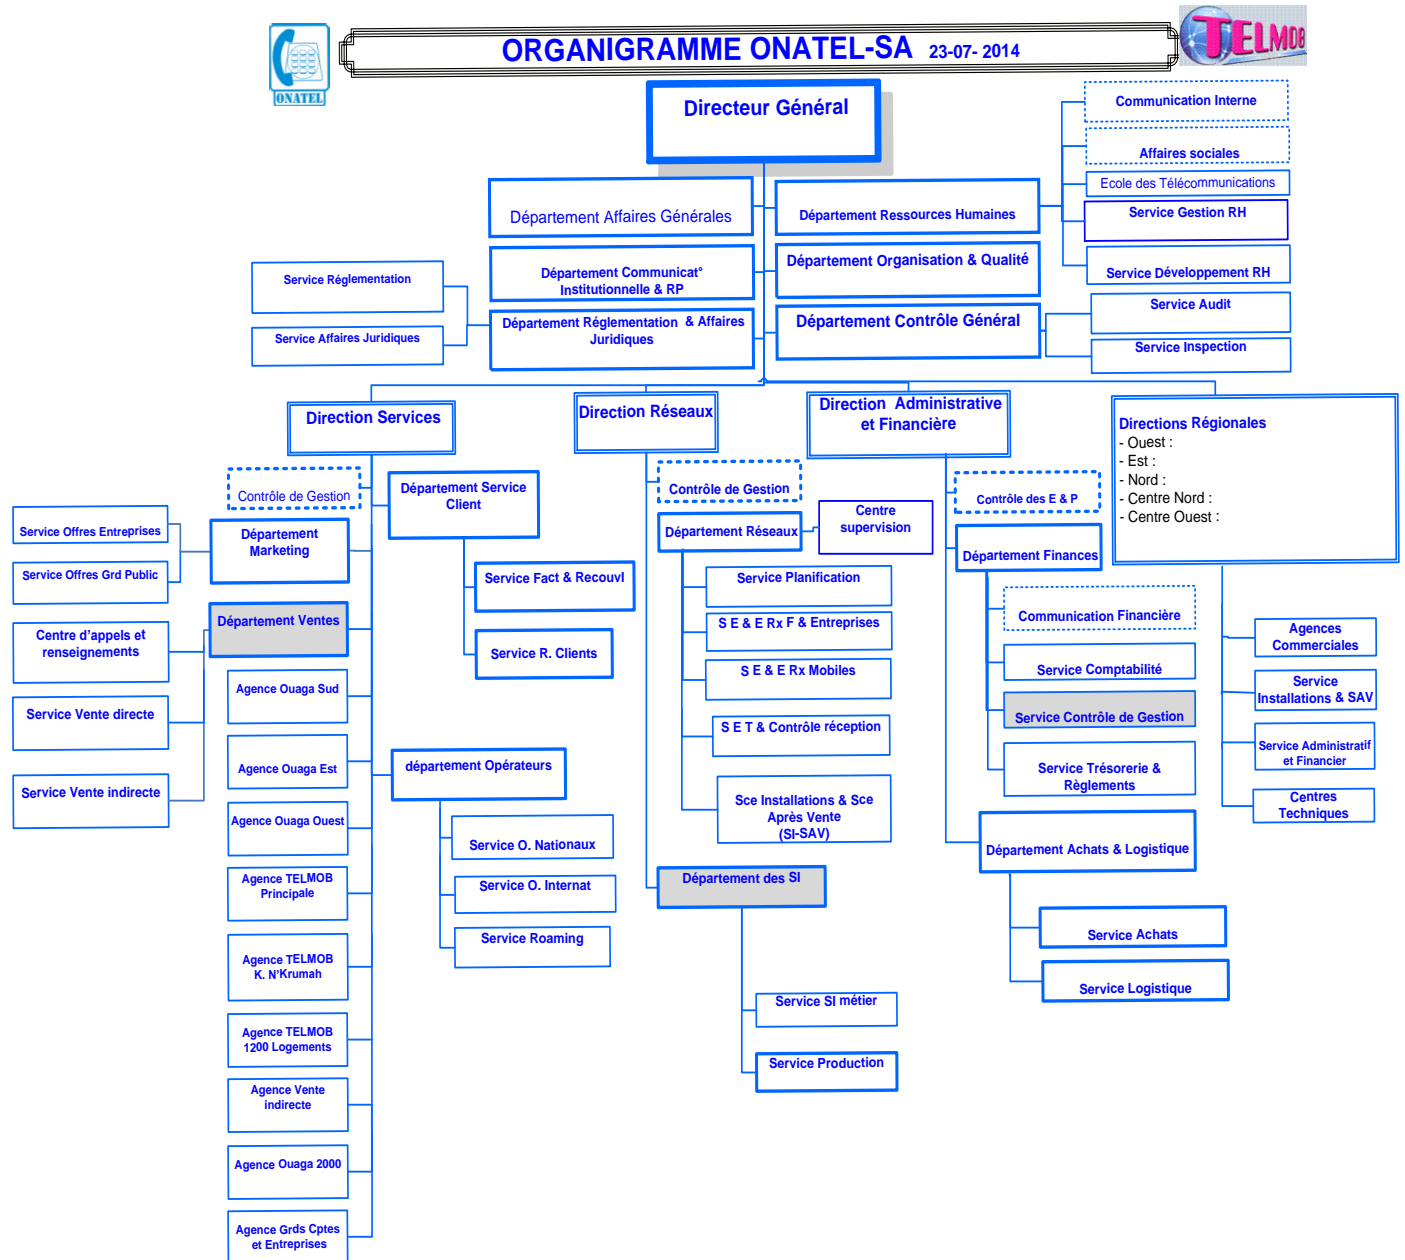 ORGANIGRAMME ONATEL-SA 23-07- 2014
ONATEL
TELMOB
Directeur Général
Communication Interne
Affaires sociales
Ecole des Télécommunications
Service Gestion RH
Service Développement RH
Département Affaires Générales
Département Ressources Humaines
Département Communicat°
Institutionnelle & RP
Département Organisation & Qualité
Service Réglementation
Service Affaires Juridiques
Département Réglementation & Affaires
Juridiques
Département Contrôle Général
Service Audit
Service Inspection
Direction Services
Direction Réseaux
Direction Administrative
et Financière
Directions Régionales
- Ouest :
- Est :
- Nord :
- Centre Nord :
- Centre Ouest :
Contrôle de Gestion
Département Service
Client
Service Offres Entreprises
Service Offres Grd Public
Département
Marketing
Service Fact & Recouvl
Service R. Clients
Département Ventes
Centre d'appels et
renseignements
Service Vente directe
Service Vente indirecte
Agence Ouaga Sud
Agence Ouaga Est
Agence Ouaga Ouest
Agence TELMOB
Principale
Agence TELMOB
K. N'Krumah
Agence TELMOB
1200 Logements
Agence Vente
indirecte
Agence Ouaga 2000
Agence Grds Cptes
et Entreprises
département Opérateurs
Service O. Nationaux
Service O. Internat
Service Roaming
Contrôle de Gestion
Département Réseaux
Centre
supervision
Service Planification
S E & E Rx F & Entreprises
S E & E Rx Mobiles
S E T & Contrôle réception
Sce Installations & Sce
Après Vente
(SI-SAV)
Département des SI
Service SI métier
Service Production
Contrôle des E & P
Département Finances
Communication Financière
Service Comptabilité
Service Contrôle de Gestion
Service Trésorerie &
Règlements
Département Achats & Logistique
Service Achats
Service Logistique
Agences
Commerciales
Service
Installations & SAV
Service Administratif
et Financier
Centres
Techniques